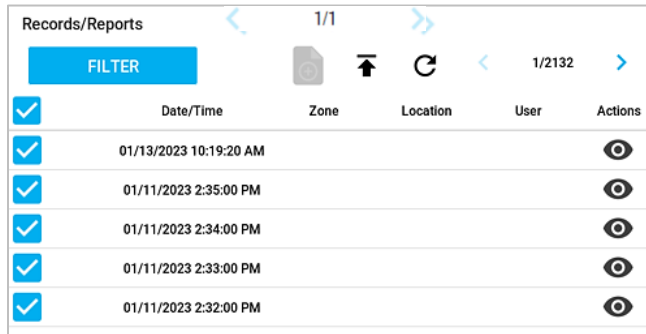 Records/Reports 1/1
FILTER 1/2132
Date/Time Zone Location User Actions
01/13/2023 10:19:20 AM
01/11/2023 2:35:00 PM
01/11/2023 2:34:00 PM
01/11/2023 2:33:00 PM
01/11/2023 2:32:00 PM